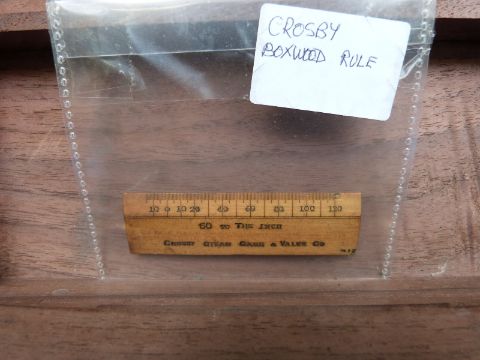 CROSBY
BOXWOOD RULE
10 0 10 20 40 60 80 100 120
60 TO THE INCH
CROSBY STEAM GAGE & VALVE CO